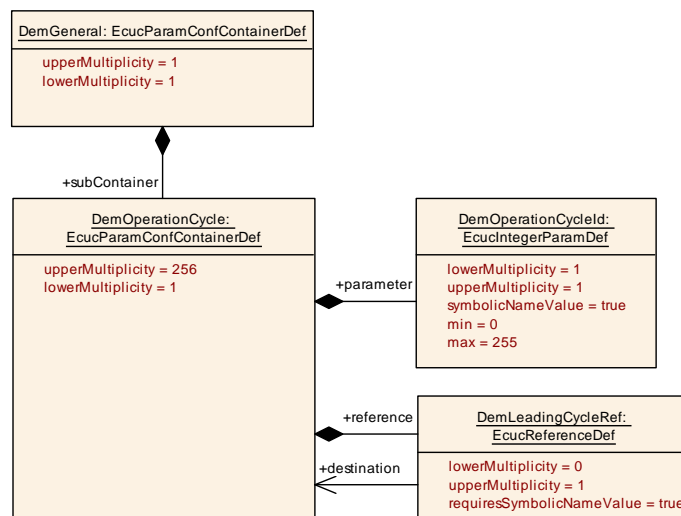 DemGeneral: EcucParamConfContainerDef
upperMultiplicity = 1
lowerMultiplicity = 1
+subContainer
DemOperationCycle:
EcucParamConfContainerDef
upperMultiplicity = 256
lowerMultiplicity = 1
+parameter
DemOperationCycleId:
EcucIntegerParamDef
lowerMultiplicity = 1
upperMultiplicity = 1
symbolicNameValue = true
min = 0
max = 255
+reference
+destination
DemLeadingCycleRef:
EcucReferenceDef
lowerMultiplicity = 0
upperMultiplicity = 1
requiresSymbolicNameValue = true